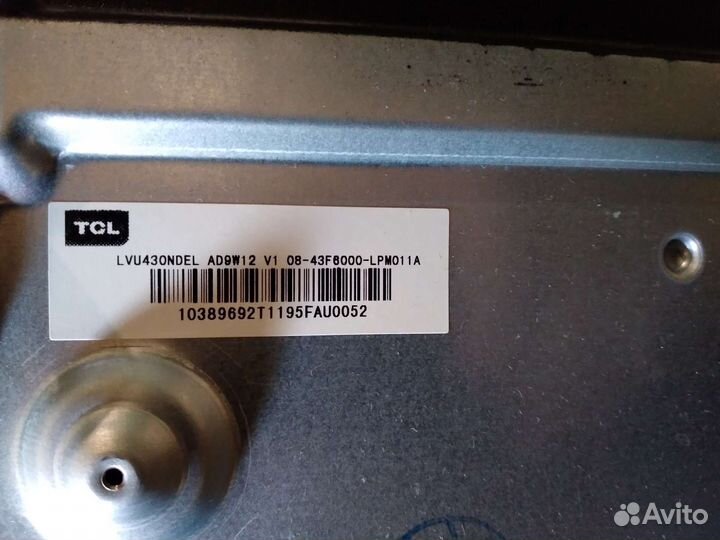 TCL
LVU430NDEL AD9W12 V1 08-43F6000-LPM011A
10389692T1195FAU0052
Avito